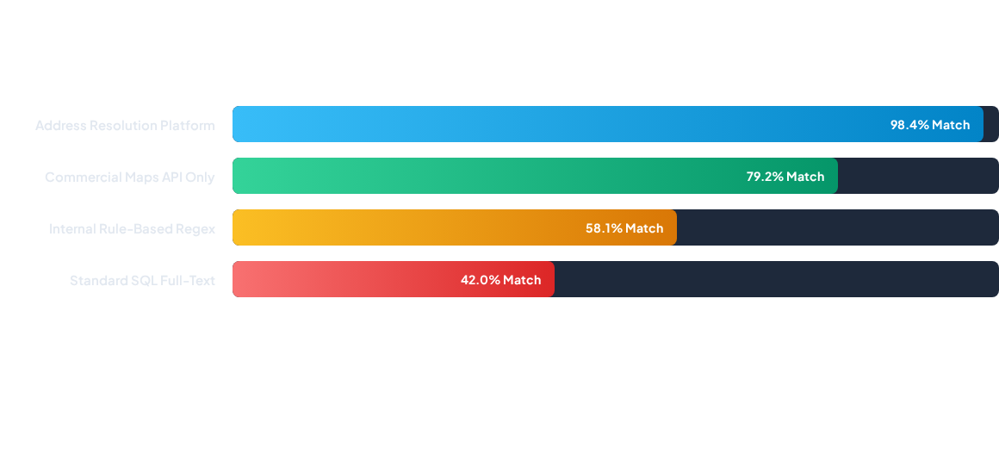 Address Resolution Platform 98.4% Match
Commercial Maps API Only 79.2% Match
Internal Rule-Based Regex 58.1% Match
Standard SQL Full-Text 42.0% Match